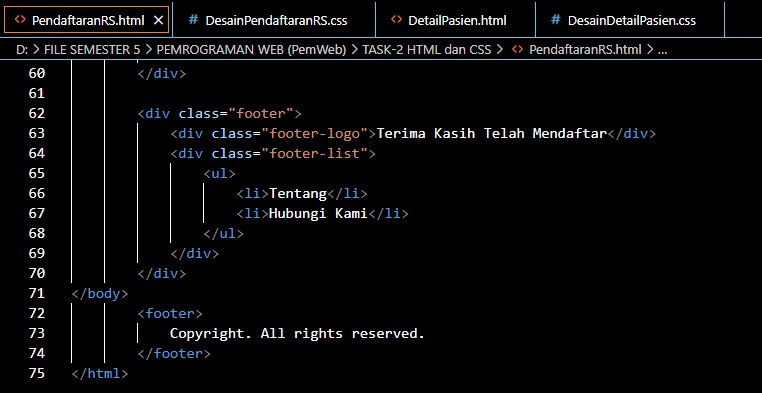 <> PendaftaranRS.html × # DesainPendaftaranRS.css <> DetailPasien.html # DesainDetailPasien.css
D: > FILE SEMESTER 5 > PEMROGRAMAN WEB (PemWeb) > TASK-2 HTML dan CSS > <> PendaftaranRS.html > ...
60 </div>
61
62 <div class="footer">
63 <div class="footer-logo">Terima Kasih Telah Mendaftar</div>
64 <div class="footer-list">
65 <ul>
66 <li>Tentang</li>
67 <li>Hubungi Kami</li>
68 </ul>
69 </div>
70 </div>
71 </body>
72 <footer>
73 Copyright. All rights reserved.
74 </footer>
75 </html>